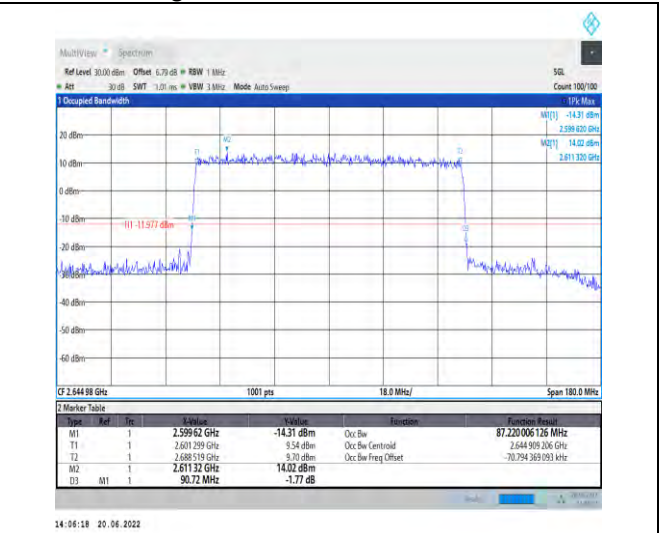 MultiView Spectrum
Ref Level 30.00 dBm Offset 6.79 dB RBW 1 MHz SGL
Att 30 dB SWT 1.01 ms VBW 3 MHz Mode Auto Sweep Count 100/100
1 Occupied Bandwidth 1Pk Max
M1[1] -14.31 dBm
2.599 620 GHz
M2[1] 14.02 dBm
2.611 320 GHz
20 dBm
M2
T1
T2
10 dBm
0 dBm
-10 dBm
H1 -11.977 dBm
-20 dBm
-30 dBm
-40 dBm
-50 dBm
-60 dBm
CF 2.644 98 GHz 1001 pts 18.0 MHz/ Span 180.0 MHz
2 Marker Table
Type Ref Trc X-Value Y-Value Function Function Result
M1 1 2.599 62 GHz -14.31 dBm Occ Bw 87.220 006 126 MHz
T1 1 2.601 299 GHz 9.54 dBm Occ Bw Centroid 2.644 909 206 GHz
T2 1 2.688 519 GHz 9.70 dBm Occ Bw Freq Offset -70.794 369 093 kHz
M2 1 2.611 32 GHz 14.02 dBm
D3 M1 1 90.72 MHz -1.77 dB
14:06:18 20.06.2022